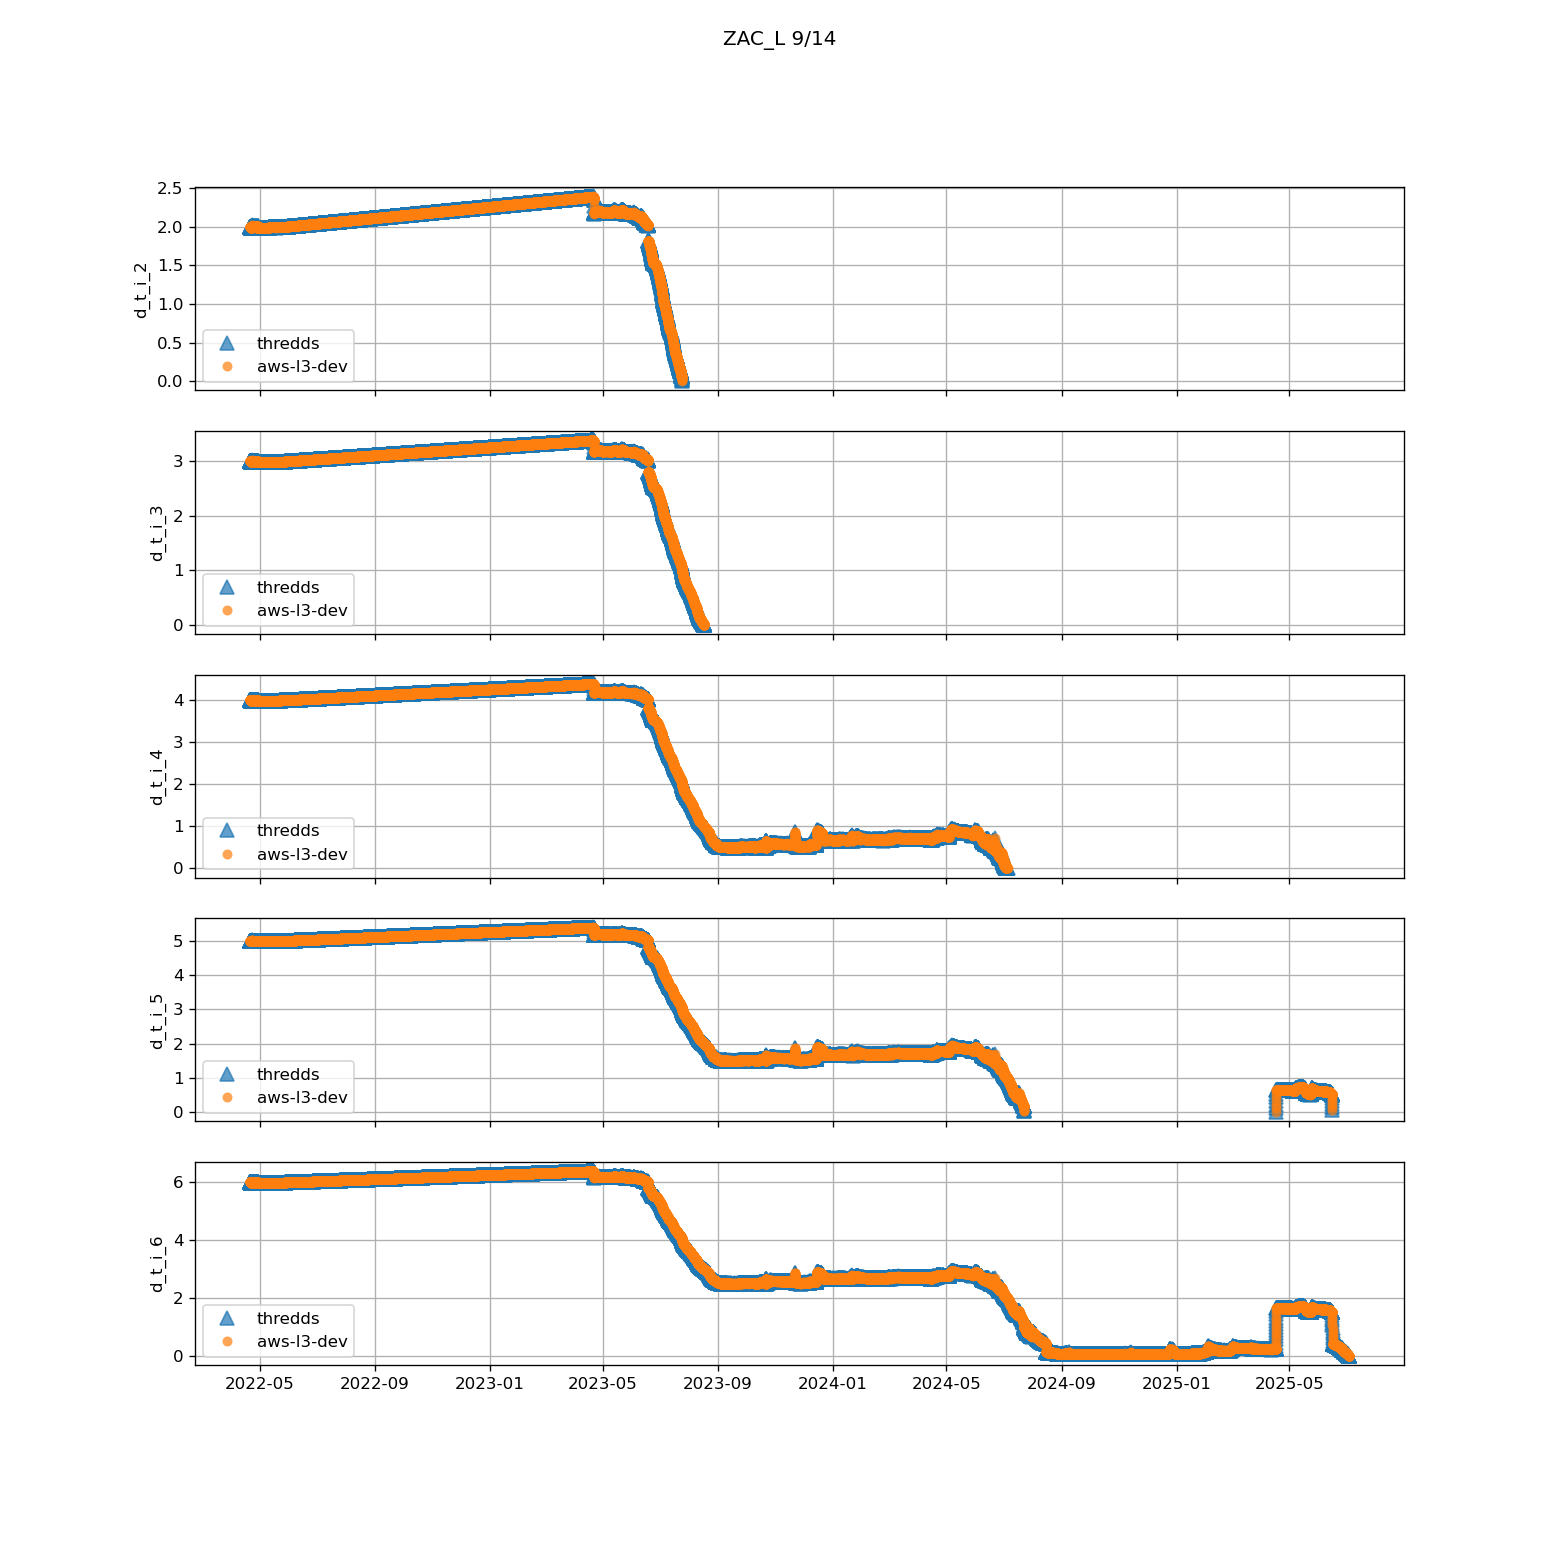 ZAC_L 9/14
2.5
2.0
1.5
1.0
0.5
0.0
d_t_i_2
thredds
aws-l3-dev
3
2
1
0
d_t_i_3
thredds
aws-l3-dev
4
3
2
1
0
d_t_i_4
thredds
aws-l3-dev
5
4
3
2
1
0
d_t_i_5
thredds
aws-l3-dev
6
4
2
0
d_t_i_6
thredds
aws-l3-dev
2022-05 2022-09 2023-01 2023-05 2023-09 2024-01 2024-05 2024-09 2025-01 2025-05